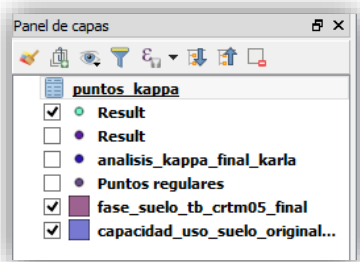 Panel de capas
puntos_kappa
Result
Result
analisis_kappa_final_karla
Puntos regulares
fase_suelo_tb_crtm05_final
capacidad_uso_suelo_original...